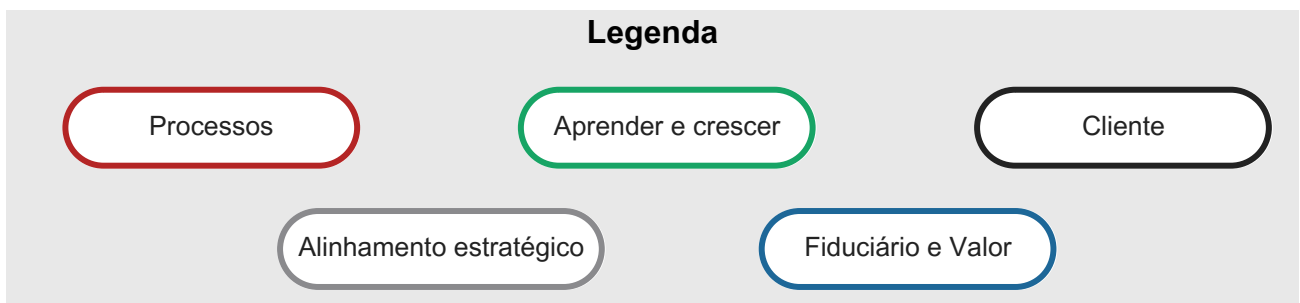 Legenda
Processos
Aprender e crescer
Cliente
Alinhamento estratégico
Fiduciário e Valor